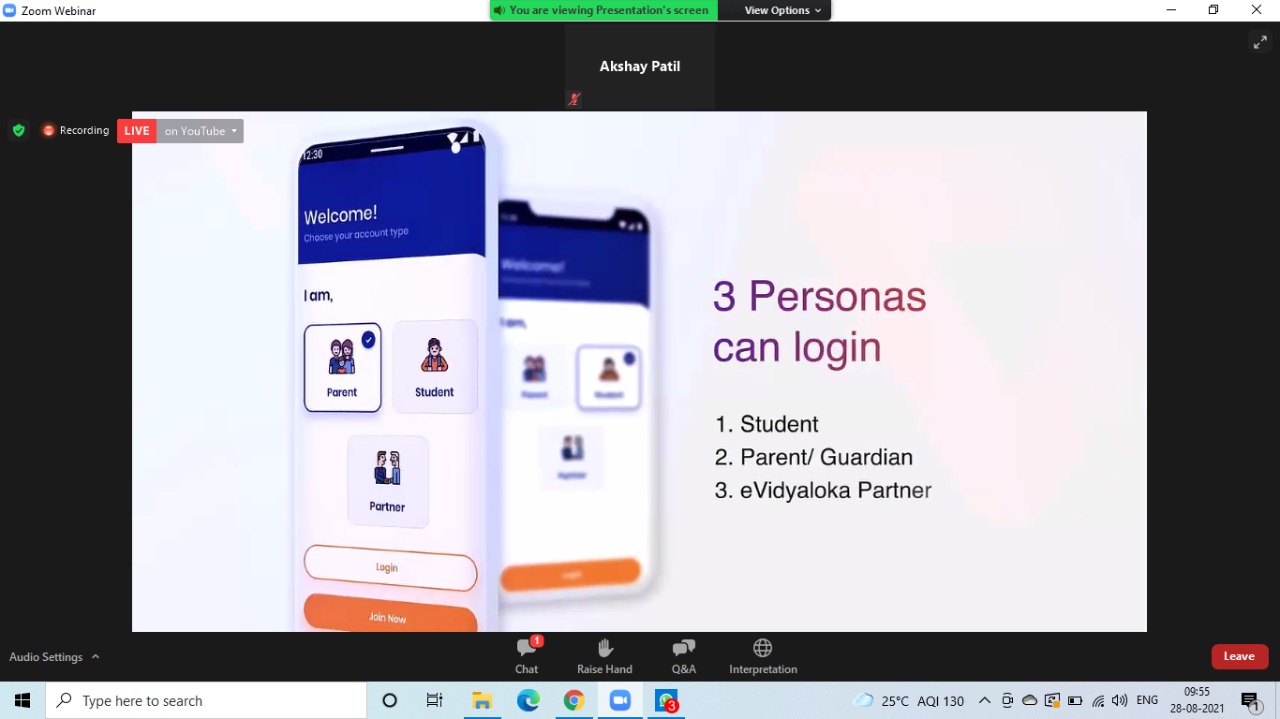 Zoom Webinar
You are viewing Presentation's screen
View Options
Akshay Patil
Recording
LIVE
on YouTube
12:30
Welcome!
Choose your account type
I am,
Parent
Student
Partner
Login
Join Now
Welcome!
I am,
Parent
Student
Partner
Login
3 Personas
can login
1. Student
2. Parent/ Guardian
3. eVidyaloka Partner
Audio Settings
1
Chat
Raise Hand
Q&A
Interpretation
Leave
Type here to search
3
25°C AQI 130
ENG
09:55
28-08-2021
1